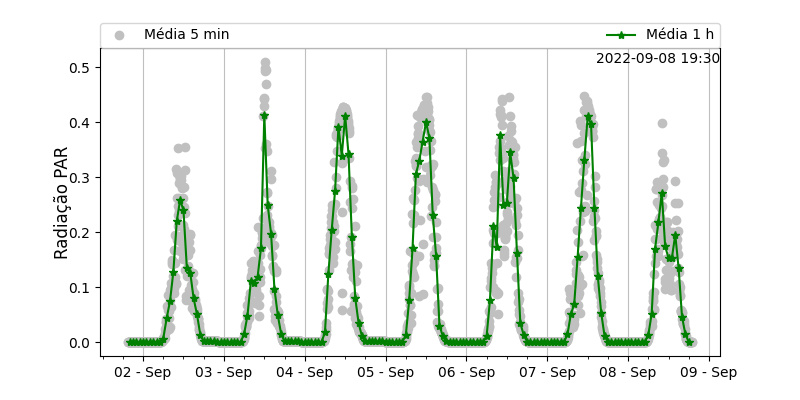 Média 5 min
Média 1 h
2022-09-08 19:30
Radiação PAR
0.5
0.4
0.3
0.2
0.1
0.0
02 - Sep
03 - Sep
04 - Sep
05 - Sep
06 - Sep
07 - Sep
08 - Sep
09 - Sep